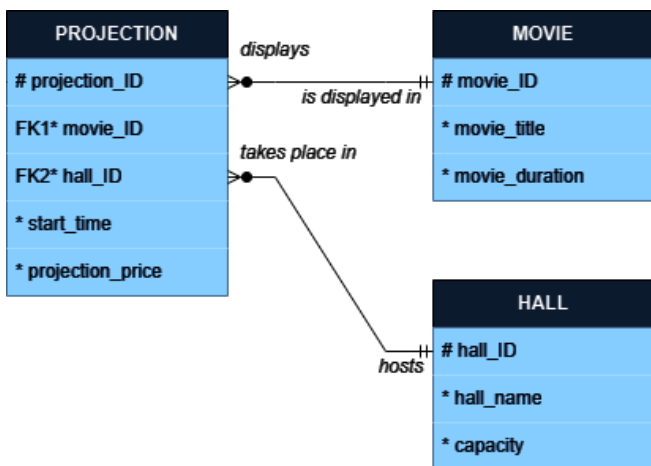 PROJECTION
# projection_ID
FK1* movie_ID
FK2* hall_ID
* start_time
* projection_price
displays
is displayed in
takes place in
hosts
MOVIE
# movie_ID
* movie_title
* movie_duration
HALL
# hall_ID
* hall_name
* capacity